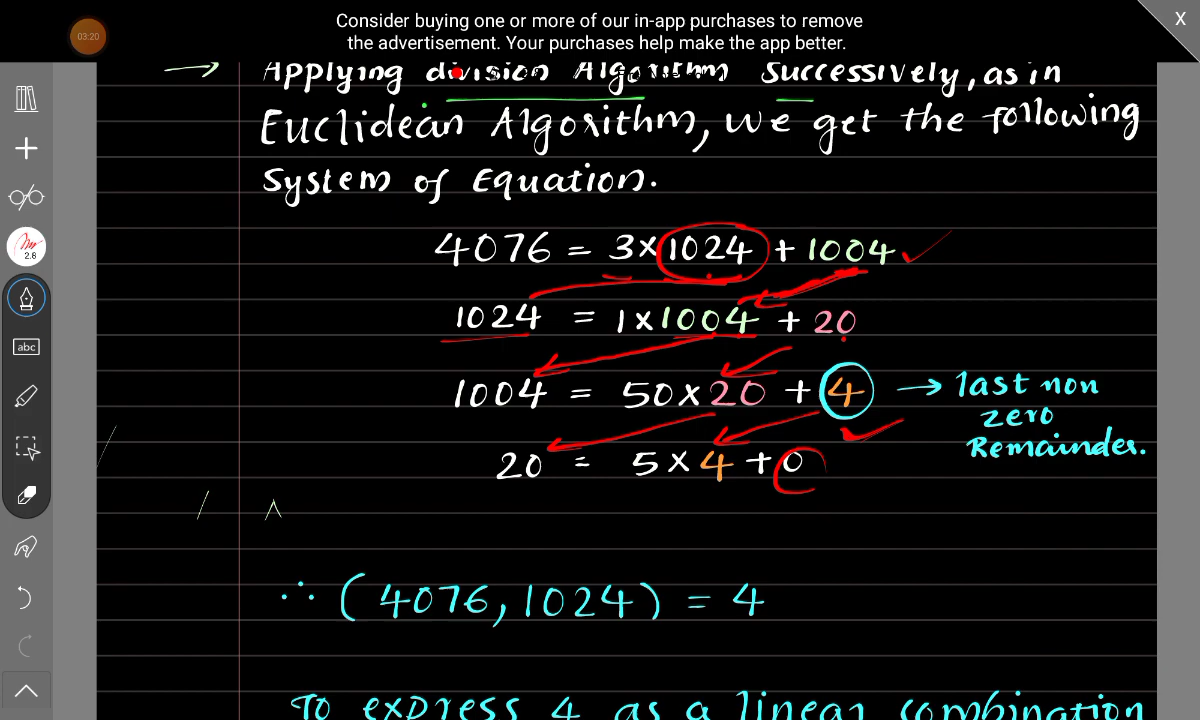 Consider buying one or more of our in-app purchases to remove
the advertisement. Your purchases help make the app better.
X
03:20
→ Applying division Algorithm Successively, as in
Euclidean Algorithm, we get the following
System of Equation.
4076 = 3×1024 + 1004
1024 = 1×1004 + 20
1004 = 50×20 + 4 → last non
zero
Remainder.
20 = 5×4+0
∴ (4076, 1024) = 4
To express 4 as a linear combination
2.8
abc